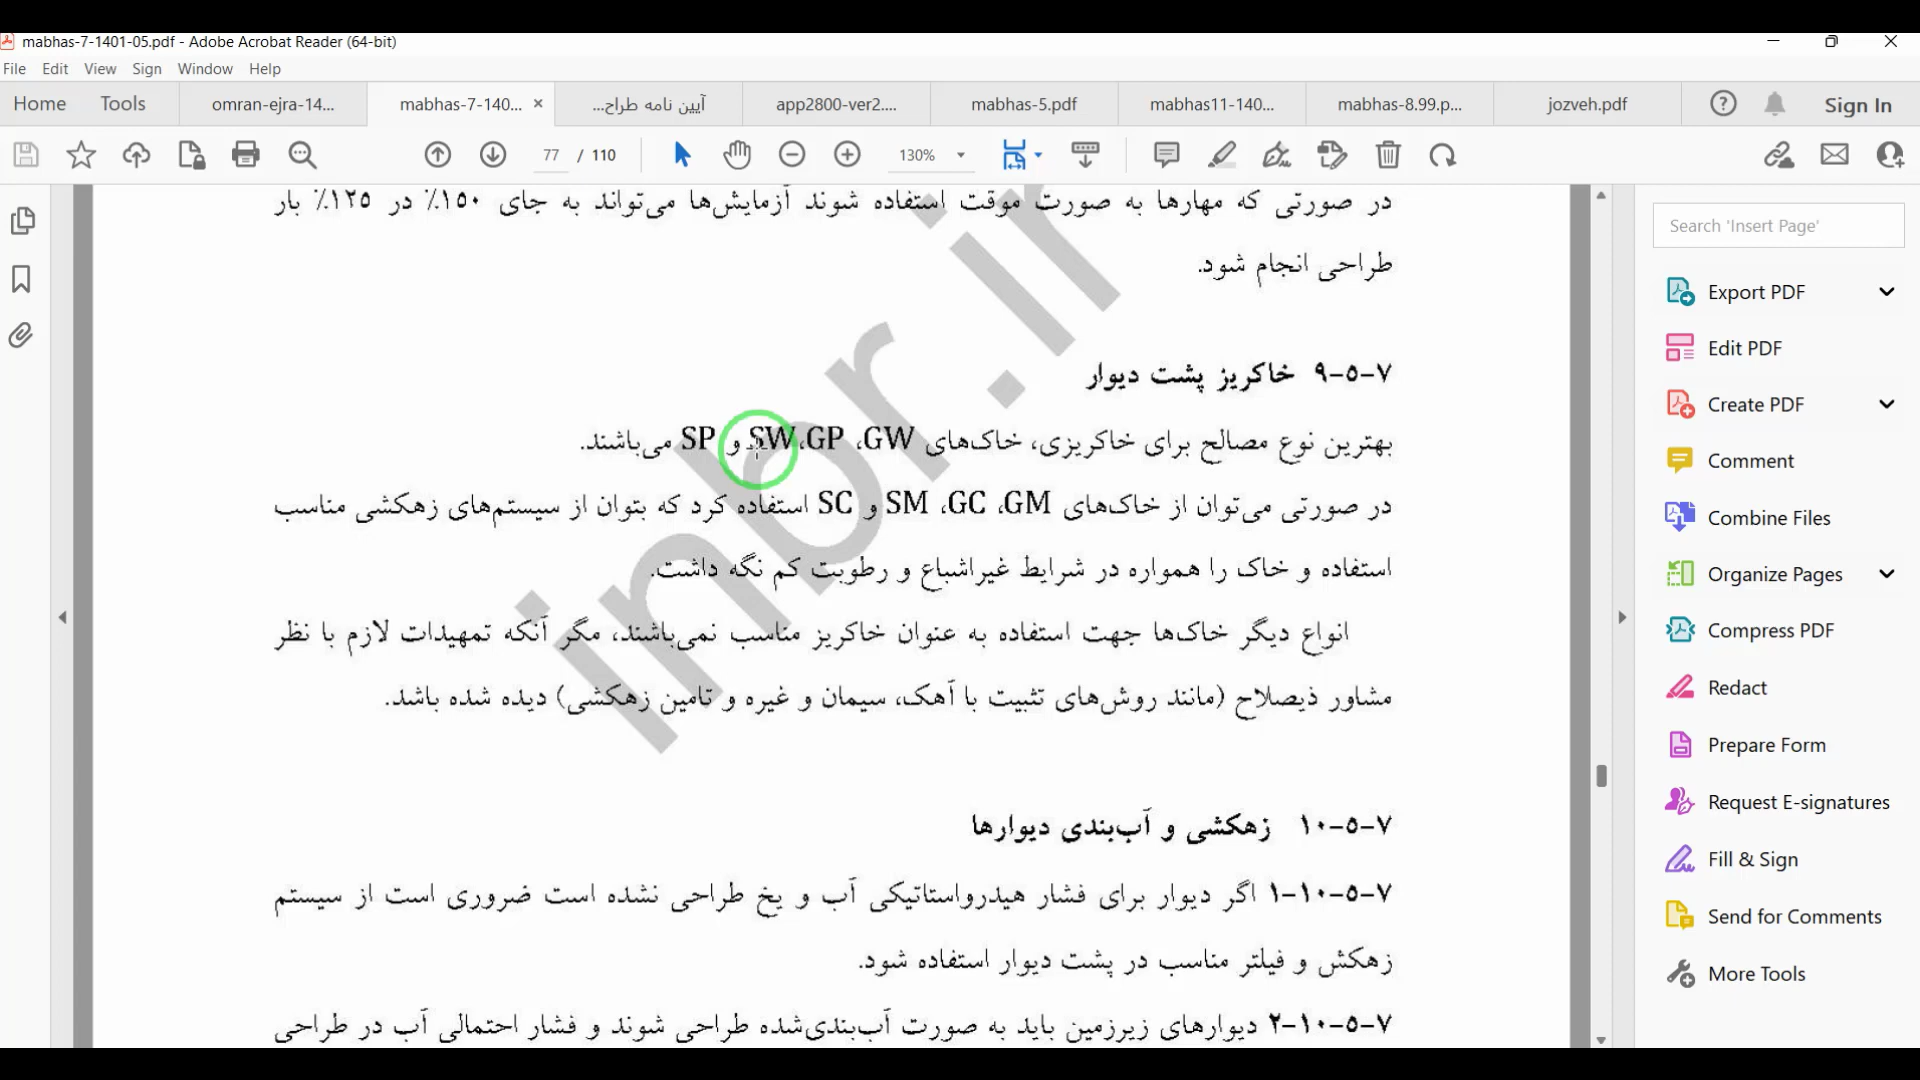 mabhas-7-1401-05.pdf - Adobe Acrobat Reader (64-bit)
File Edit View Sign Window Help
Home Tools omran-ejra-14... mabhas-7-140... آیین نامه طراح... app2800-ver2.... mabhas-5.pdf mabhas11-140... mabhas-8.99.p... jozveh.pdf Sign In
77 / 110 130%
در صورتی که مهارها به صورت موقت استفاده شوند آزمایش‌ها می‌تواند به جای ۱۵۰٪ در ۱۲۵٪ بار
طراحی انجام شود.
۷-۵-۹ خاکریز پشت دیوار
بهترین نوع مصالح برای خاکریزی، خاک‌های GW، GP، SW و SP می‌باشند.
در صورتی می‌توان از خاک‌های GM، GC، SM و SC استفاده کرد که بتوان از سیستم‌های زهکشی مناسب
استفاده و خاک را همواره در شرایط غیراشباع و رطوبت کم نگه داشت.
انواع دیگر خاک‌ها جهت استفاده به عنوان خاکریز مناسب نمی‌باشند، مگر آنکه تمهیدات لازم با نظر
مشاور ذیصلاح (مانند روش‌های تثبیت با آهک، سیمان و غیره و تامین زهکشی) دیده شده باشد.
۷-۵-۱۰ زهکشی و آب‌بندی دیوارها
۷-۵-۱۰-۱ اگر دیوار برای فشار هیدرواستاتیکی آب و یخ طراحی نشده است ضروری است از سیستم
زهکش و فیلتر مناسب در پشت دیوار استفاده شود.
۷-۵-۱۰-۲ دیوارهای زیرزمین باید به صورت آب‌بندی‌شده طراحی شوند و فشار احتمالی آب در طراحی
inbr.ir
Search 'Insert Page'
Export PDF
Edit PDF
Create PDF
Comment
Combine Files
Organize Pages
Compress PDF
Redact
Prepare Form
Request E-signatures
Fill & Sign
Send for Comments
More Tools